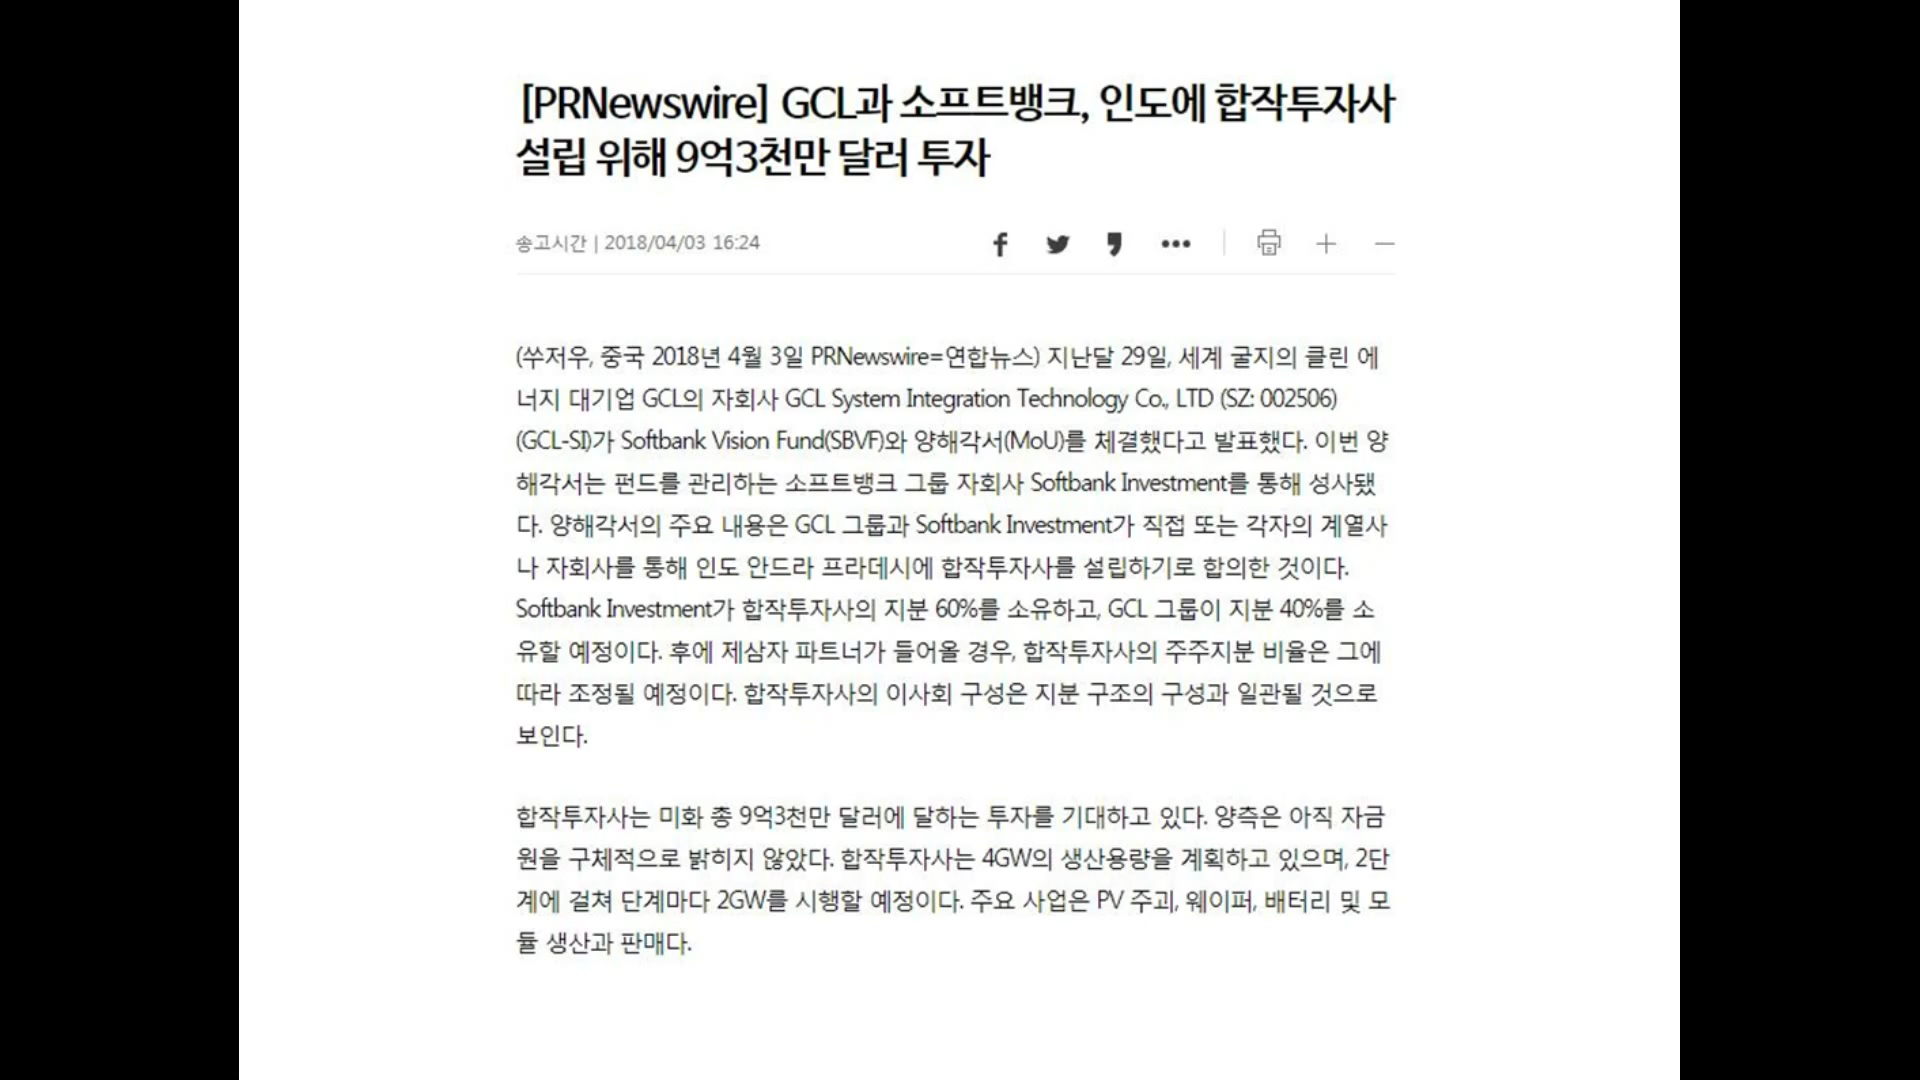 [PRNewswire] GCL과 소프트뱅크, 인도에 합작투자사
설립 위해 9억3천만 달러 투자
송고시간 | 2018/04/03 16:24
(쑤저우, 중국 2018년 4월 3일 PRNewswire=연합뉴스) 지난달 29일, 세계 굴지의 클린 에
너지 대기업 GCL의 자회사 GCL System Integration Technology Co., LTD (SZ: 002506)
(GCL-SI)가 Softbank Vision Fund(SBVF)와 양해각서(MoU)를 체결했다고 발표했다. 이번 양
해각서는 펀드를 관리하는 소프트뱅크 그룹 자회사 Softbank Investment를 통해 성사됐
다. 양해각서의 주요 내용은 GCL 그룹과 Softbank Investment가 직접 또는 각자의 계열사
나 자회사를 통해 인도 안드라 프라데시에 합작투자사를 설립하기로 합의한 것이다.
Softbank Investment가 합작투자사의 지분 60%를 소유하고, GCL 그룹이 지분 40%를 소
유할 예정이다. 후에 제삼자 파트너가 들어올 경우, 합작투자사의 주주지분 비율은 그에
따라 조정될 예정이다. 합작투자사의 이사회 구성은 지분 구조의 구성과 일관될 것으로
보인다.
합작투자사는 미화 총 9억3천만 달러에 달하는 투자를 기대하고 있다. 양측은 아직 자금
원을 구체적으로 밝히지 않았다. 합작투자사는 4GW의 생산용량을 계획하고 있으며, 2단
계에 걸쳐 단계마다 2GW를 시행할 예정이다. 주요 사업은 PV 주괴, 웨이퍼, 배터리 및 모
듈 생산과 판매다.